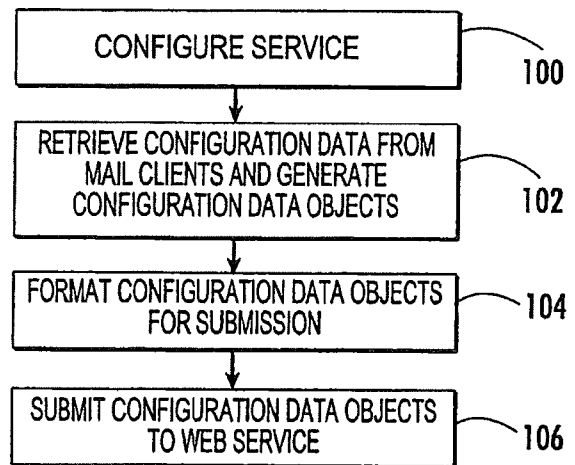 CONFIGURE SERVICE
100
RETRIEVE CONFIGURATION DATA FROM
MAIL CLIENTS AND GENERATE
CONFIGURATION DATA OBJECTS
102
FORMAT CONFIGURATION DATA OBJECTS
FOR SUBMISSION
104
SUBMIT CONFIGURATION DATA OBJECTS
TO WEB SERVICE
106